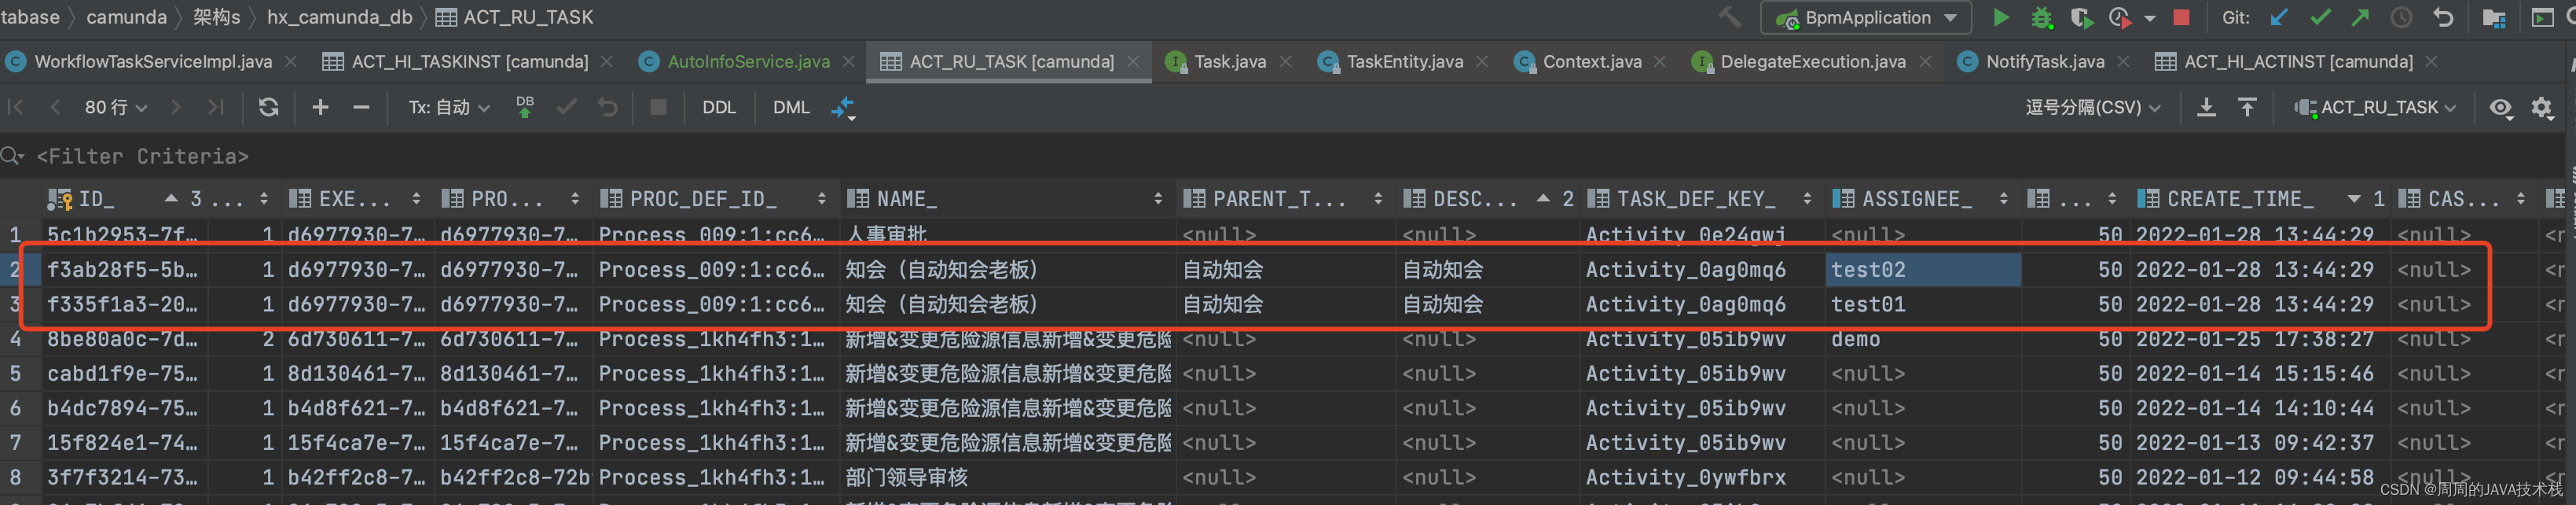 tabase 〉 camunda 〉 架构s 〉 hx_camunda_db 〉 ACT_RU_TASK BpmApplication Git:
WorkflowTaskServiceImpl.java ACT_HI_TASKINST [camunda] AutoInfoService.java ACT_RU_TASK [camunda] Task.java TaskEntity.java Context.java DelegateExecution.java NotifyTask.java ACT_HI_ACTINST [camunda]
80 行 Tx: 自动 DB DDL DML 逗号分隔(CSV) ACT_RU_TASK
<Filter Criteria>
ID_ 3 ... EXE... PRO... PROC_DEF_ID_ NAME_ PARENT_T... DESC... 2 TASK_DEF_KEY_ ASSIGNEE_ ... CREATE_TIME_ 1 CAS...
1 5c1b2953-7f… 1 d6977930-7… d6977930-7… Process_009:1:cc6… 人事审批 <null> <null> Activity_0e24gwj <null> 50 2022-01-28 13:44:29 <null>
2 f3ab28f5-5b… 1 d6977930-7… d6977930-7… Process_009:1:cc6… 知会（自动知会老板） 自动知会 自动知会 Activity_0ag0mq6 test02 50 2022-01-28 13:44:29 <null>
3 f335f1a3-20… 1 d6977930-7… d6977930-7… Process_009:1:cc6… 知会（自动知会老板） 自动知会 自动知会 Activity_0ag0mq6 test01 50 2022-01-28 13:44:29 <null>
4 8be80a0c-7d… 2 6d730611-7… 6d730611-7… Process_1kh4fh3:1… 新增&变更危险源信息新增&变更危险 <null> <null> Activity_05ib9wv demo 50 2022-01-25 17:38:27 <null>
5 cabd1f9e-75… 1 8d130461-7… 8d130461-7… Process_1kh4fh3:1… 新增&变更危险源信息新增&变更危险 <null> <null> Activity_05ib9wv <null> 50 2022-01-14 15:15:46 <null>
6 b4dc7894-75… 1 b4d8f621-7… b4d8f621-7… Process_1kh4fh3:1… 新增&变更危险源信息新增&变更危险 <null> <null> Activity_05ib9wv <null> 50 2022-01-14 14:10:44 <null>
7 15f824e1-74… 1 15f4ca7e-7… 15f4ca7e-7… Process_1kh4fh3:1… 新增&变更危险源信息新增&变更危险 <null> <null> Activity_05ib9wv <null> 50 2022-01-13 09:42:37 <null>
8 3f7f3214-73… 1 b42ff2c8-7… b42ff2c8-72b Process_1kh4fh3:1… 部门领导审核 <null> <null> Activity_0ywfbrx <null> 50 2022-01-12 09:44:58 <null>
CSDN @周周的JAVA技术栈